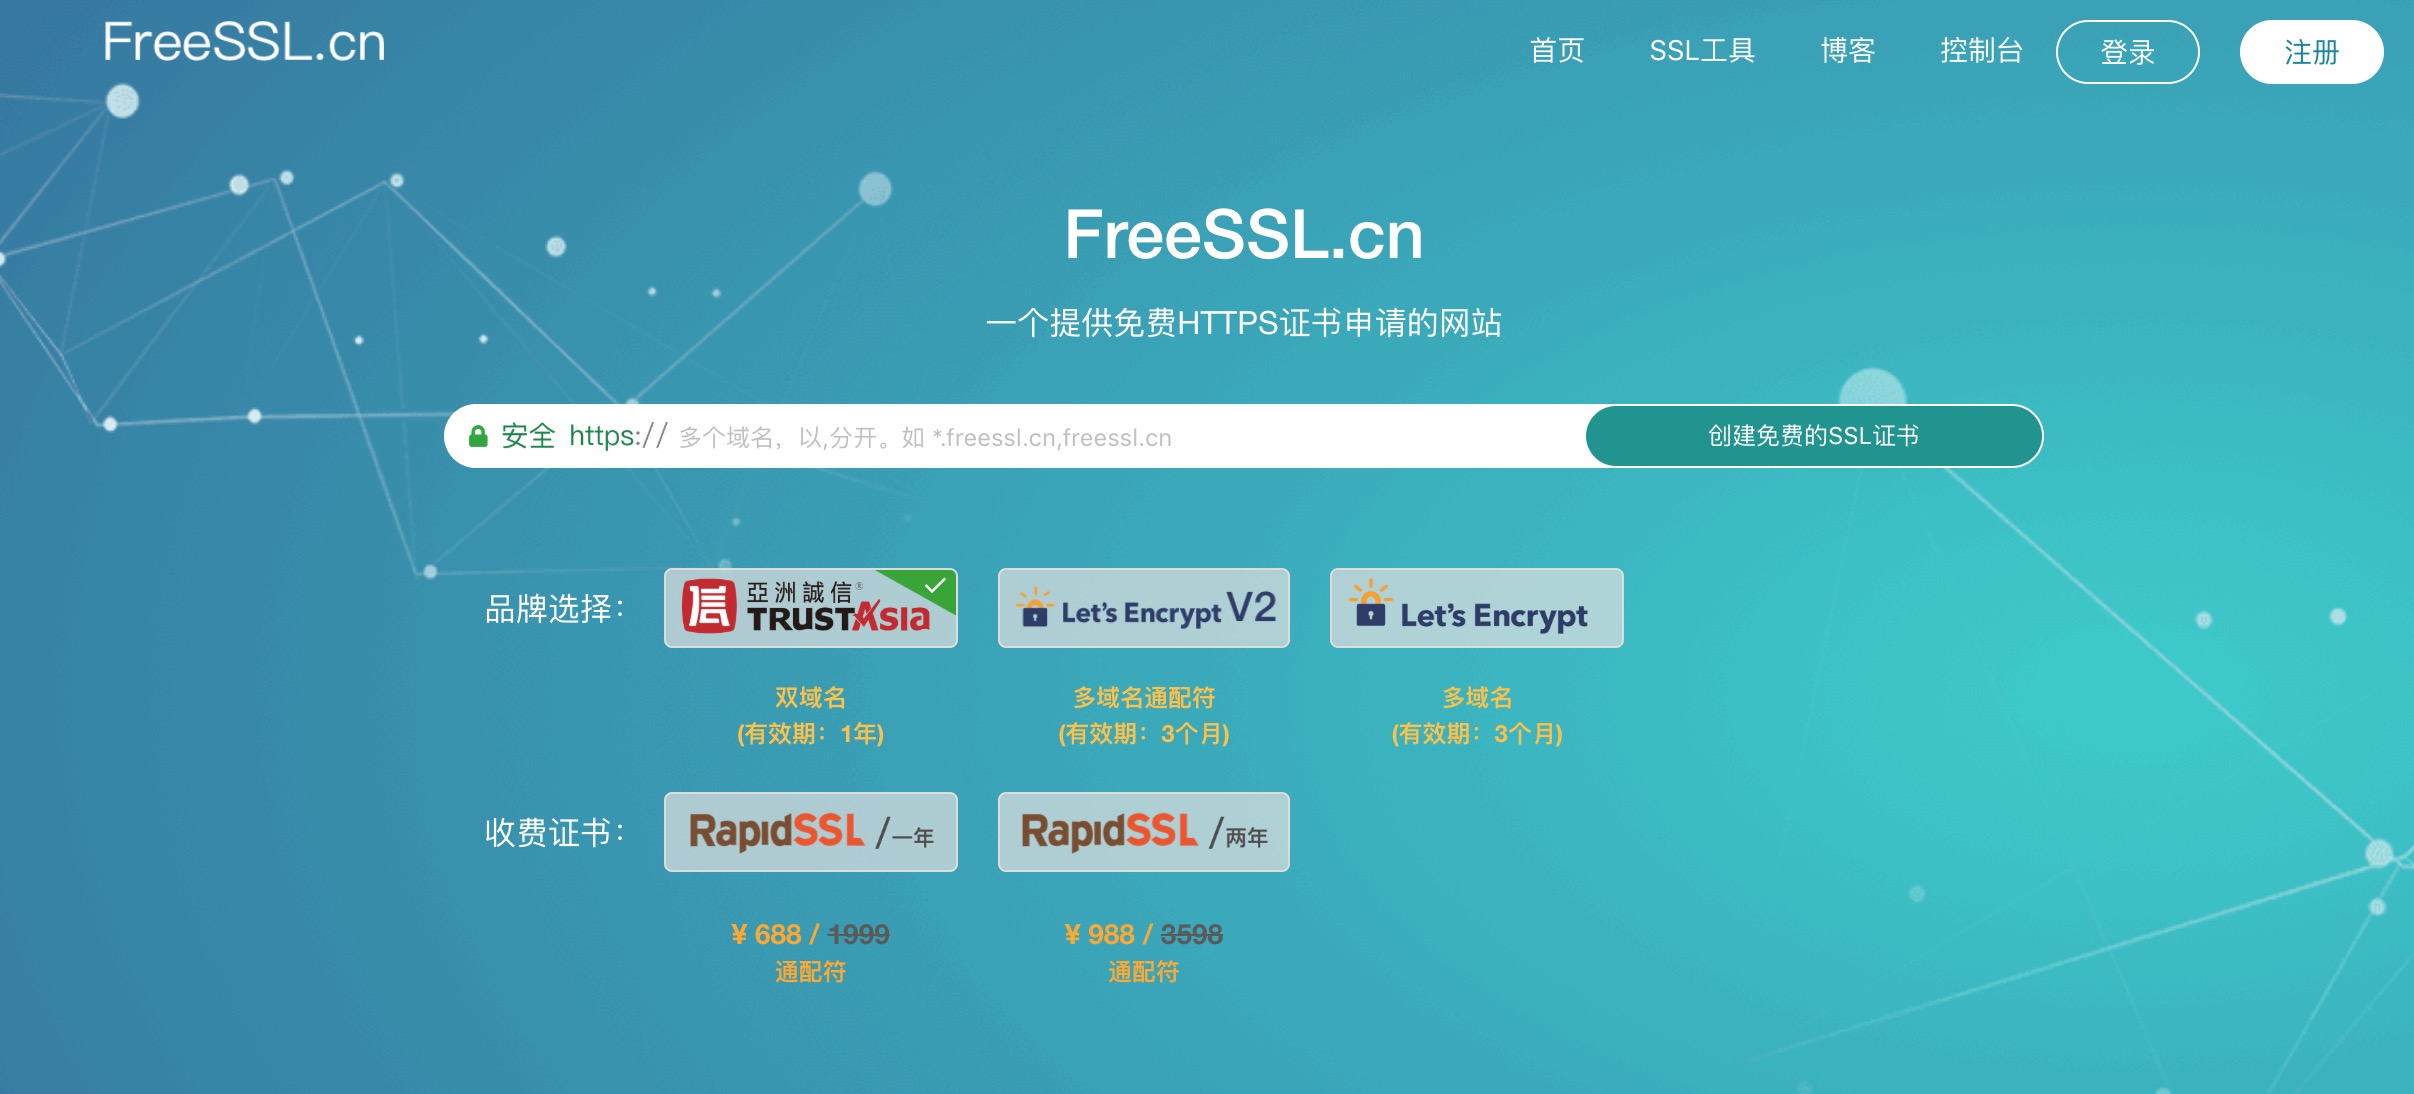 FreeSSL.cn
首页 SSL工具 博客 控制台 登录 注册
FreeSSL.cn
一个提供免费HTTPS证书申请的网站
安全 https:// 多个域名，以,分开。如 *.freessl.cn,freessl.cn 创建免费的SSL证书
品牌选择：
信 亞洲誠信® TRUSTAsia
Let's Encrypt V2
Let's Encrypt
双域名
(有效期：1年)
多域名通配符
(有效期：3个月)
多域名
(有效期：3个月)
收费证书：
RapidSSL /一年
RapidSSL /两年
¥ 688 / 1999
通配符
¥ 988 / 3598
通配符